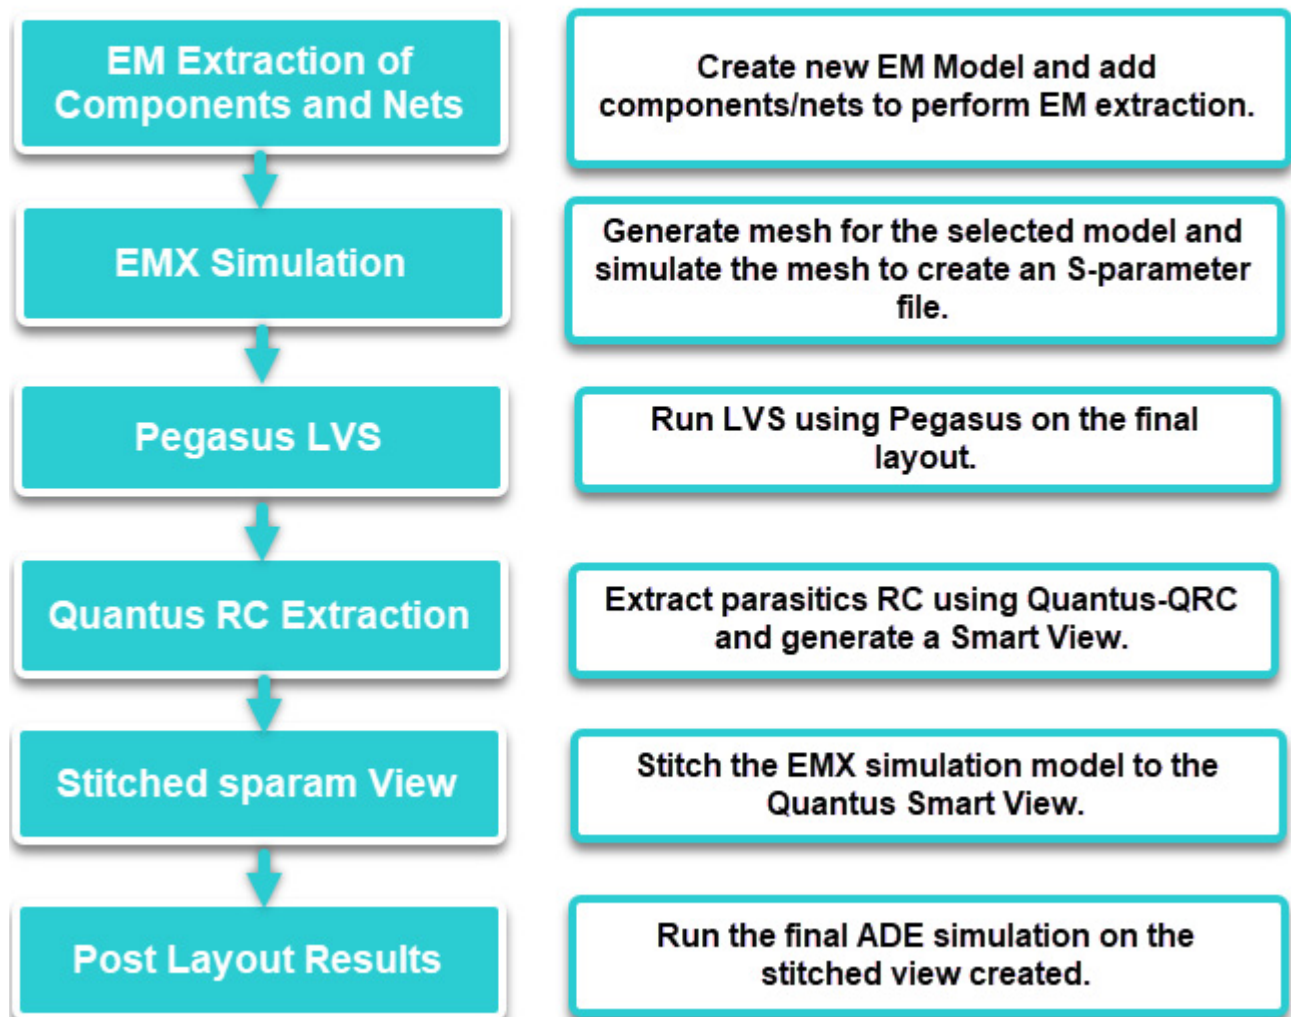 EM Extraction of
Components and Nets
Create new EM Model and add
components/nets to perform EM extraction.
EMX Simulation
Generate mesh for the selected model and
simulate the mesh to create an S-parameter
file.
Pegasus LVS
Run LVS using Pegasus on the final
layout.
Quantus RC Extraction
Extract parasitics RC using Quantus-QRC
and generate a Smart View.
Stitched sparam View
Stitch the EMX simulation model to the
Quantus Smart View.
Post Layout Results
Run the final ADE simulation on the
stitched view created.